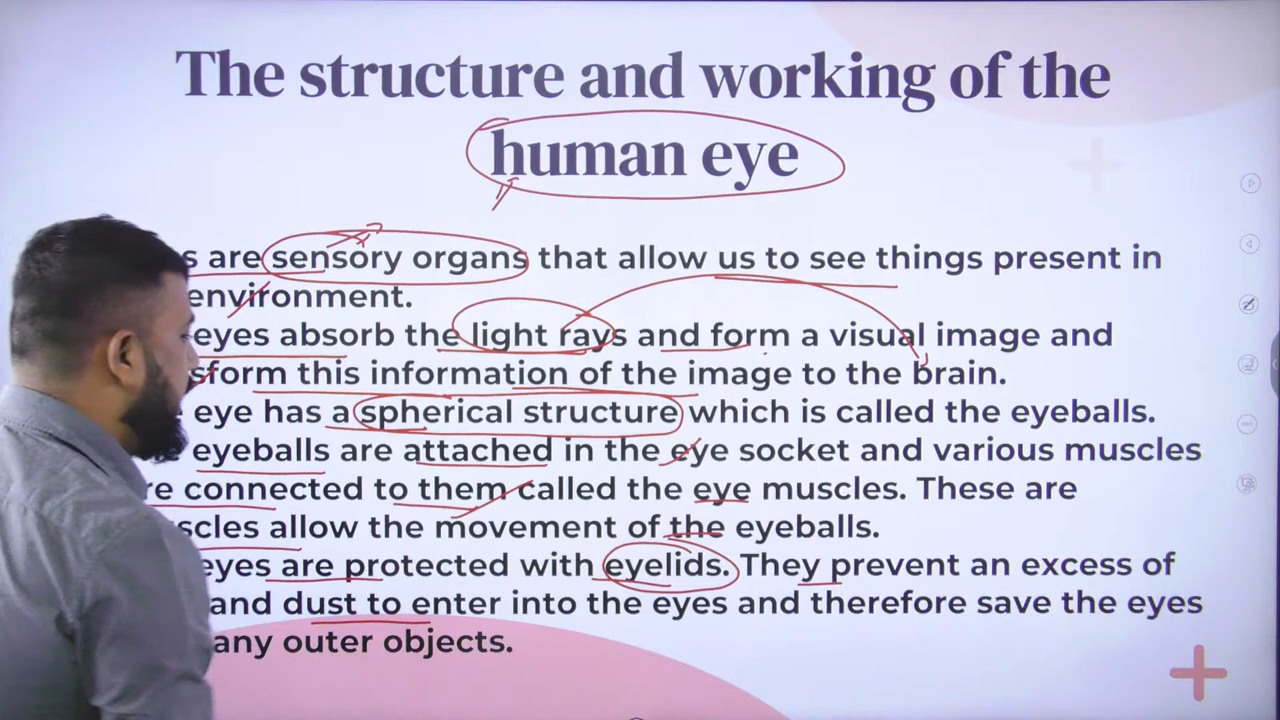 The structure and working of the
human eye
s are sensory organs that allow us to see things present in
environment.
eyes absorb the light rays and form a visual image and
sform this information of the image to the brain.
eye has a spherical structure which is called the eyeballs.
eyeballs are attached in the eye socket and various muscles
re connected to them called the eye muscles. These are
scles allow the movement of the eyeballs.
eyes are protected with eyelids. They prevent an excess of
and dust to enter into the eyes and therefore save the eyes
any outer objects.